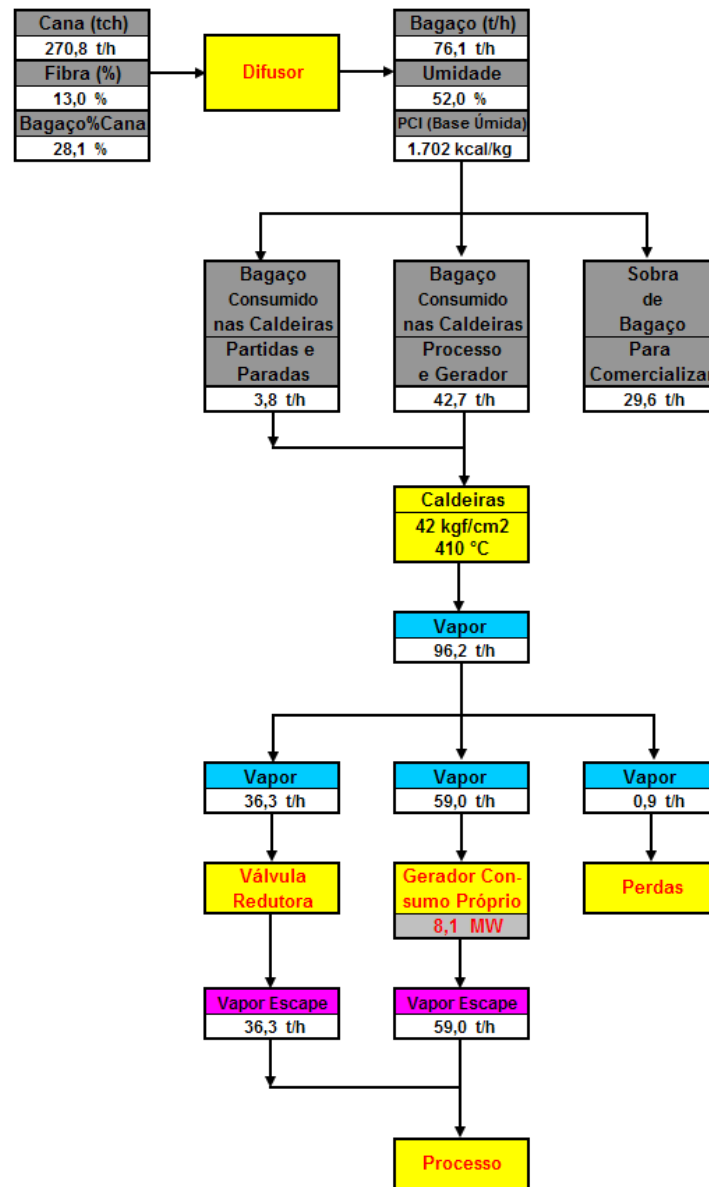 Cana (tch)
270,8 t/h
Fibra (%)
13,0 %
Bagaço%Cana
28,1 %
Difusor
Bagaço (t/h)
76,1 t/h
Umidade
52,0 %
PCI (Base Úmida)
1.702 kcal/kg
Bagaço
Consumido
nas Caldeiras
Partidas e
Paradas
3,8 t/h
Bagaço
Consumido
nas Caldeiras
Processo
e Gerador
42,7 t/h
Sobra
de
Bagaço
Para
Comercializar
29,6 t/h
Caldeiras
42 kgf/cm2
410 °C
Vapor
96,2 t/h
Vapor
36,3 t/h
Vapor
59,0 t/h
Vapor
0,9 t/h
Válvula
Redutora
Gerador Con-
sumo Próprio
8,1 MW
Perdas
Vapor Escape
36,3 t/h
Vapor Escape
59,0 t/h
Processo